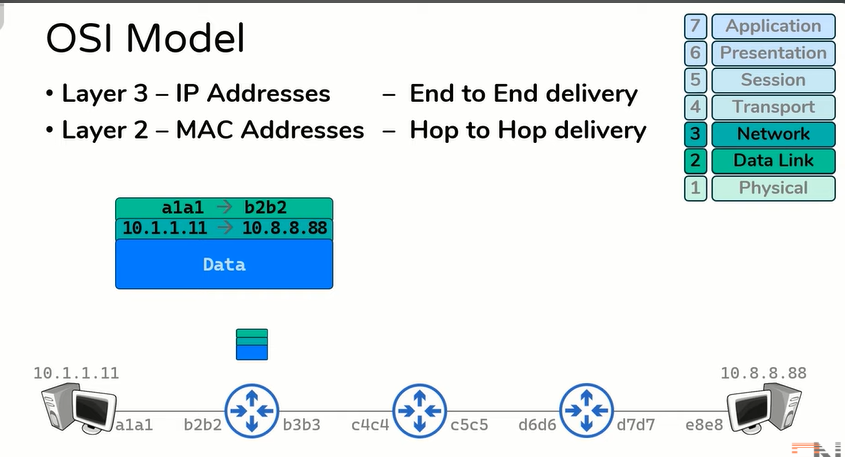 OSI Model
• Layer 3 – IP Addresses – End to End delivery
• Layer 2 – MAC Addresses – Hop to Hop delivery
7 Application
6 Presentation
5 Session
4 Transport
3 Network
2 Data Link
1 Physical
a1a1 → b2b2
10.1.1.11 → 10.8.8.88
Data
10.1.1.11
10.8.8.88
a1a1 b2b2 b3b3 c4c4 c5c5 d6d6 d7d7 e8e8